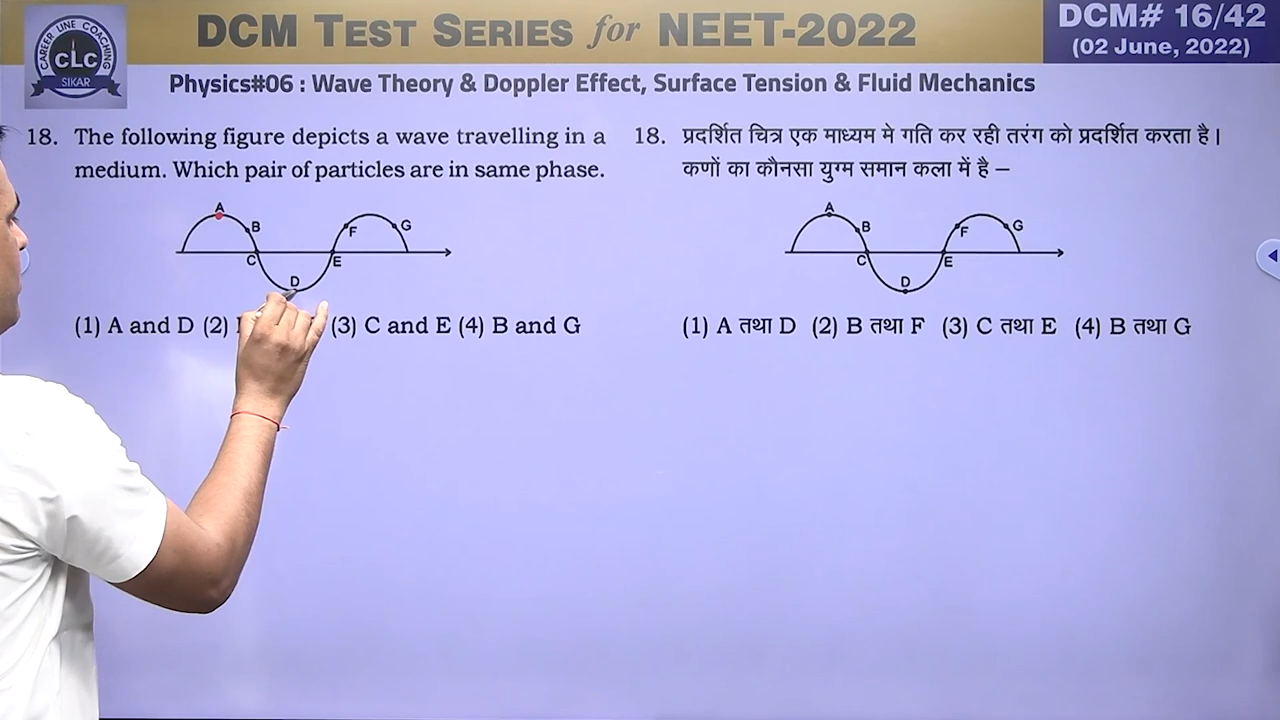 DCM TEST SERIES for NEET-2022
DCM# 16/42
(02 June, 2022)
CAREER LINE COACHING
CLC
SIKAR
Physics#06 : Wave Theory & Doppler Effect, Surface Tension & Fluid Mechanics
18. The following figure depicts a wave travelling in a
medium. Which pair of particles are in same phase.
A
B
C
D
E
F
G
(1) A and D (2) (3) C and E (4) B and G
18. प्रदर्शित चित्र एक माध्यम मे गति कर रही तरंग को प्रदर्शित करता है।
कणों का कौनसा युग्म समान कला में है –
A
B
C
D
E
F
G
(1) A तथा D (2) B तथा F (3) C तथा E (4) B तथा G